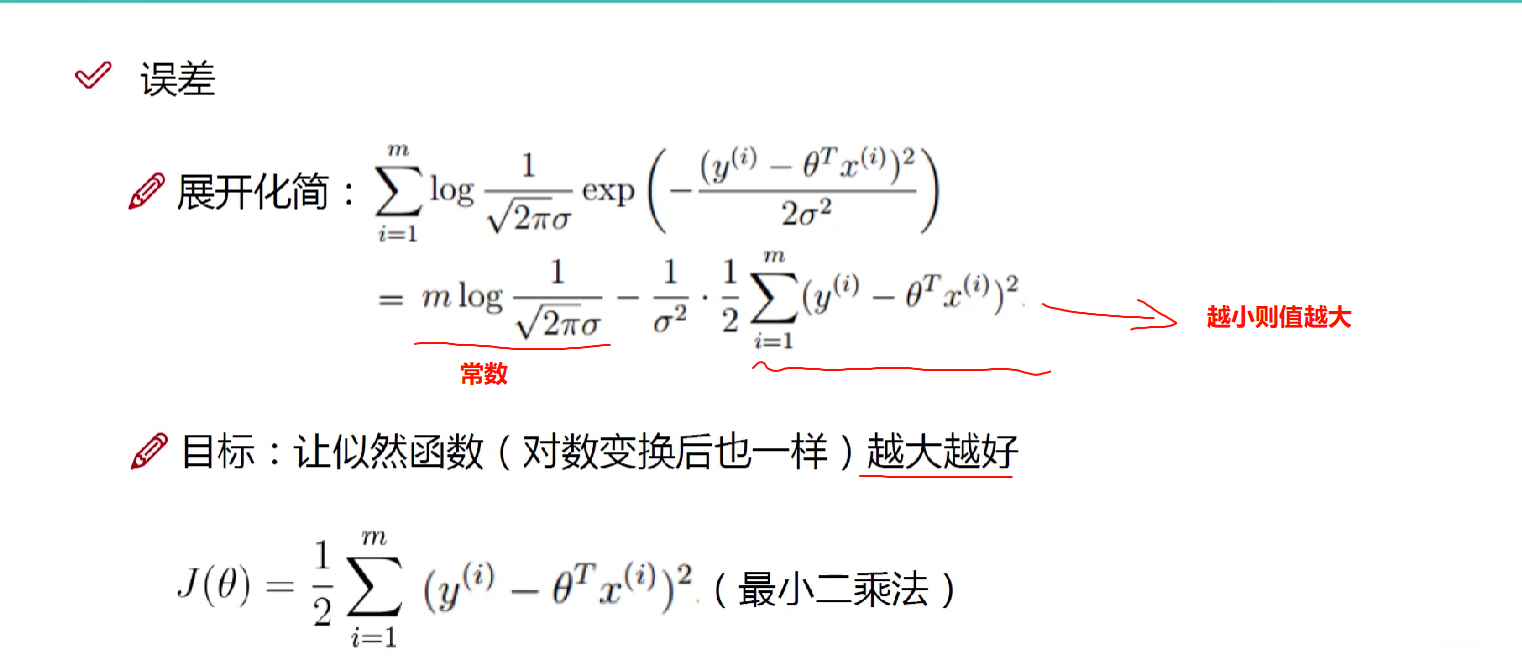 误差
展开化简：$\sum_{i=1}^{m} \log \frac{1}{\sqrt{2\pi}\sigma} \exp\left(-\frac{(y^{(i)} - \theta^T x^{(i)})^2}{2\sigma^2}\right)$
$= m \log \frac{1}{\sqrt{2\pi}\sigma} - \frac{1}{\sigma^2} \cdot \frac{1}{2} \sum_{i=1}^{m} (y^{(i)} - \theta^T x^{(i)})^2$ 越小则值越大
常数
目标：让似然函数（对数变换后也一样）越大越好
$J(\theta) = \frac{1}{2} \sum_{i=1}^{m} (y^{(i)} - \theta^T x^{(i)})^2$（最小二乘法）